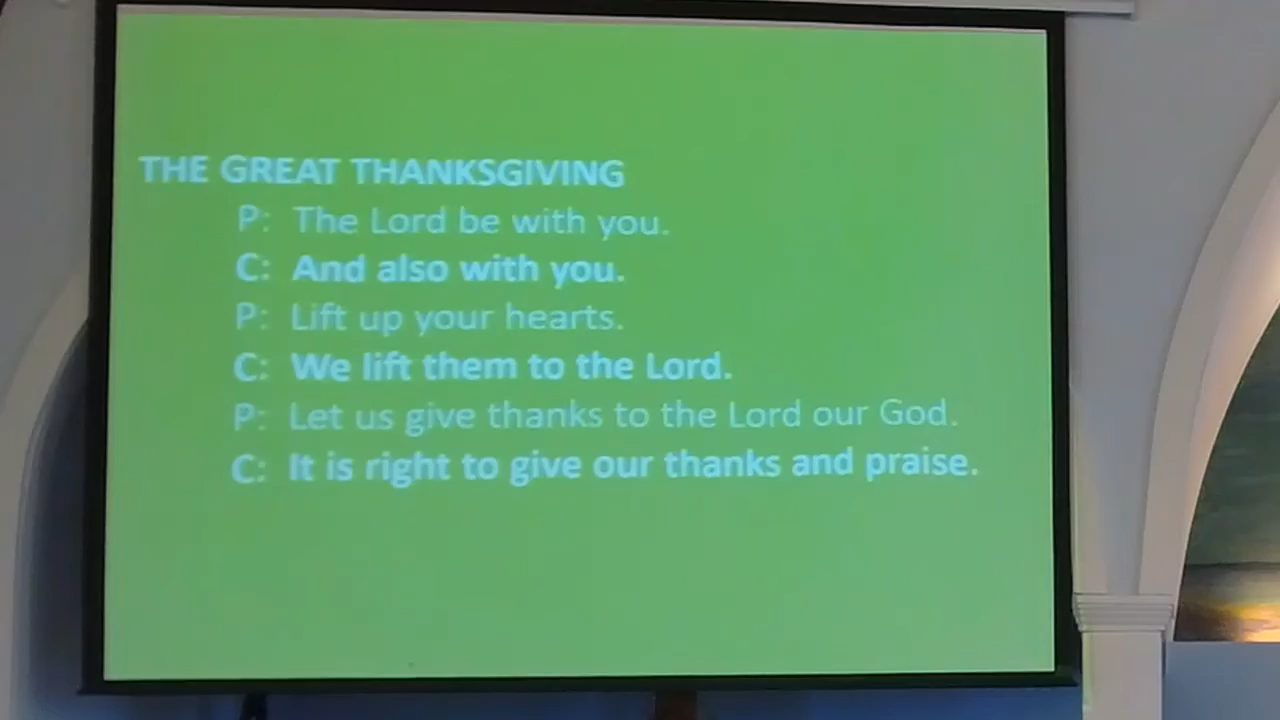 THE GREAT THANKSGIVING
P: The Lord be with you.
C: And also with you.
P: Lift up your hearts.
C: We lift them to the Lord.
P: Let us give thanks to the Lord our God.
C: It is right to give our thanks and praise.